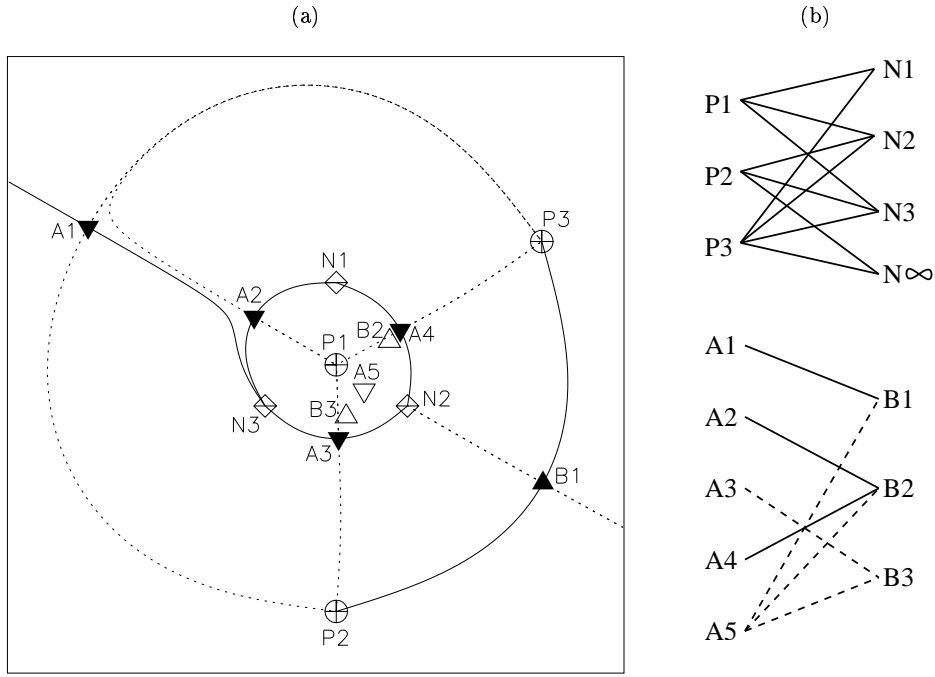 (a)
P3
A1
N1
A2
B2 A4
P1
A5
B3 N2
N3
A3
B1
P2
(b)
N1
P1
N2
P2
N3
P3
N∞
A1
B1
A2
A3 B2
A4
B3
A5